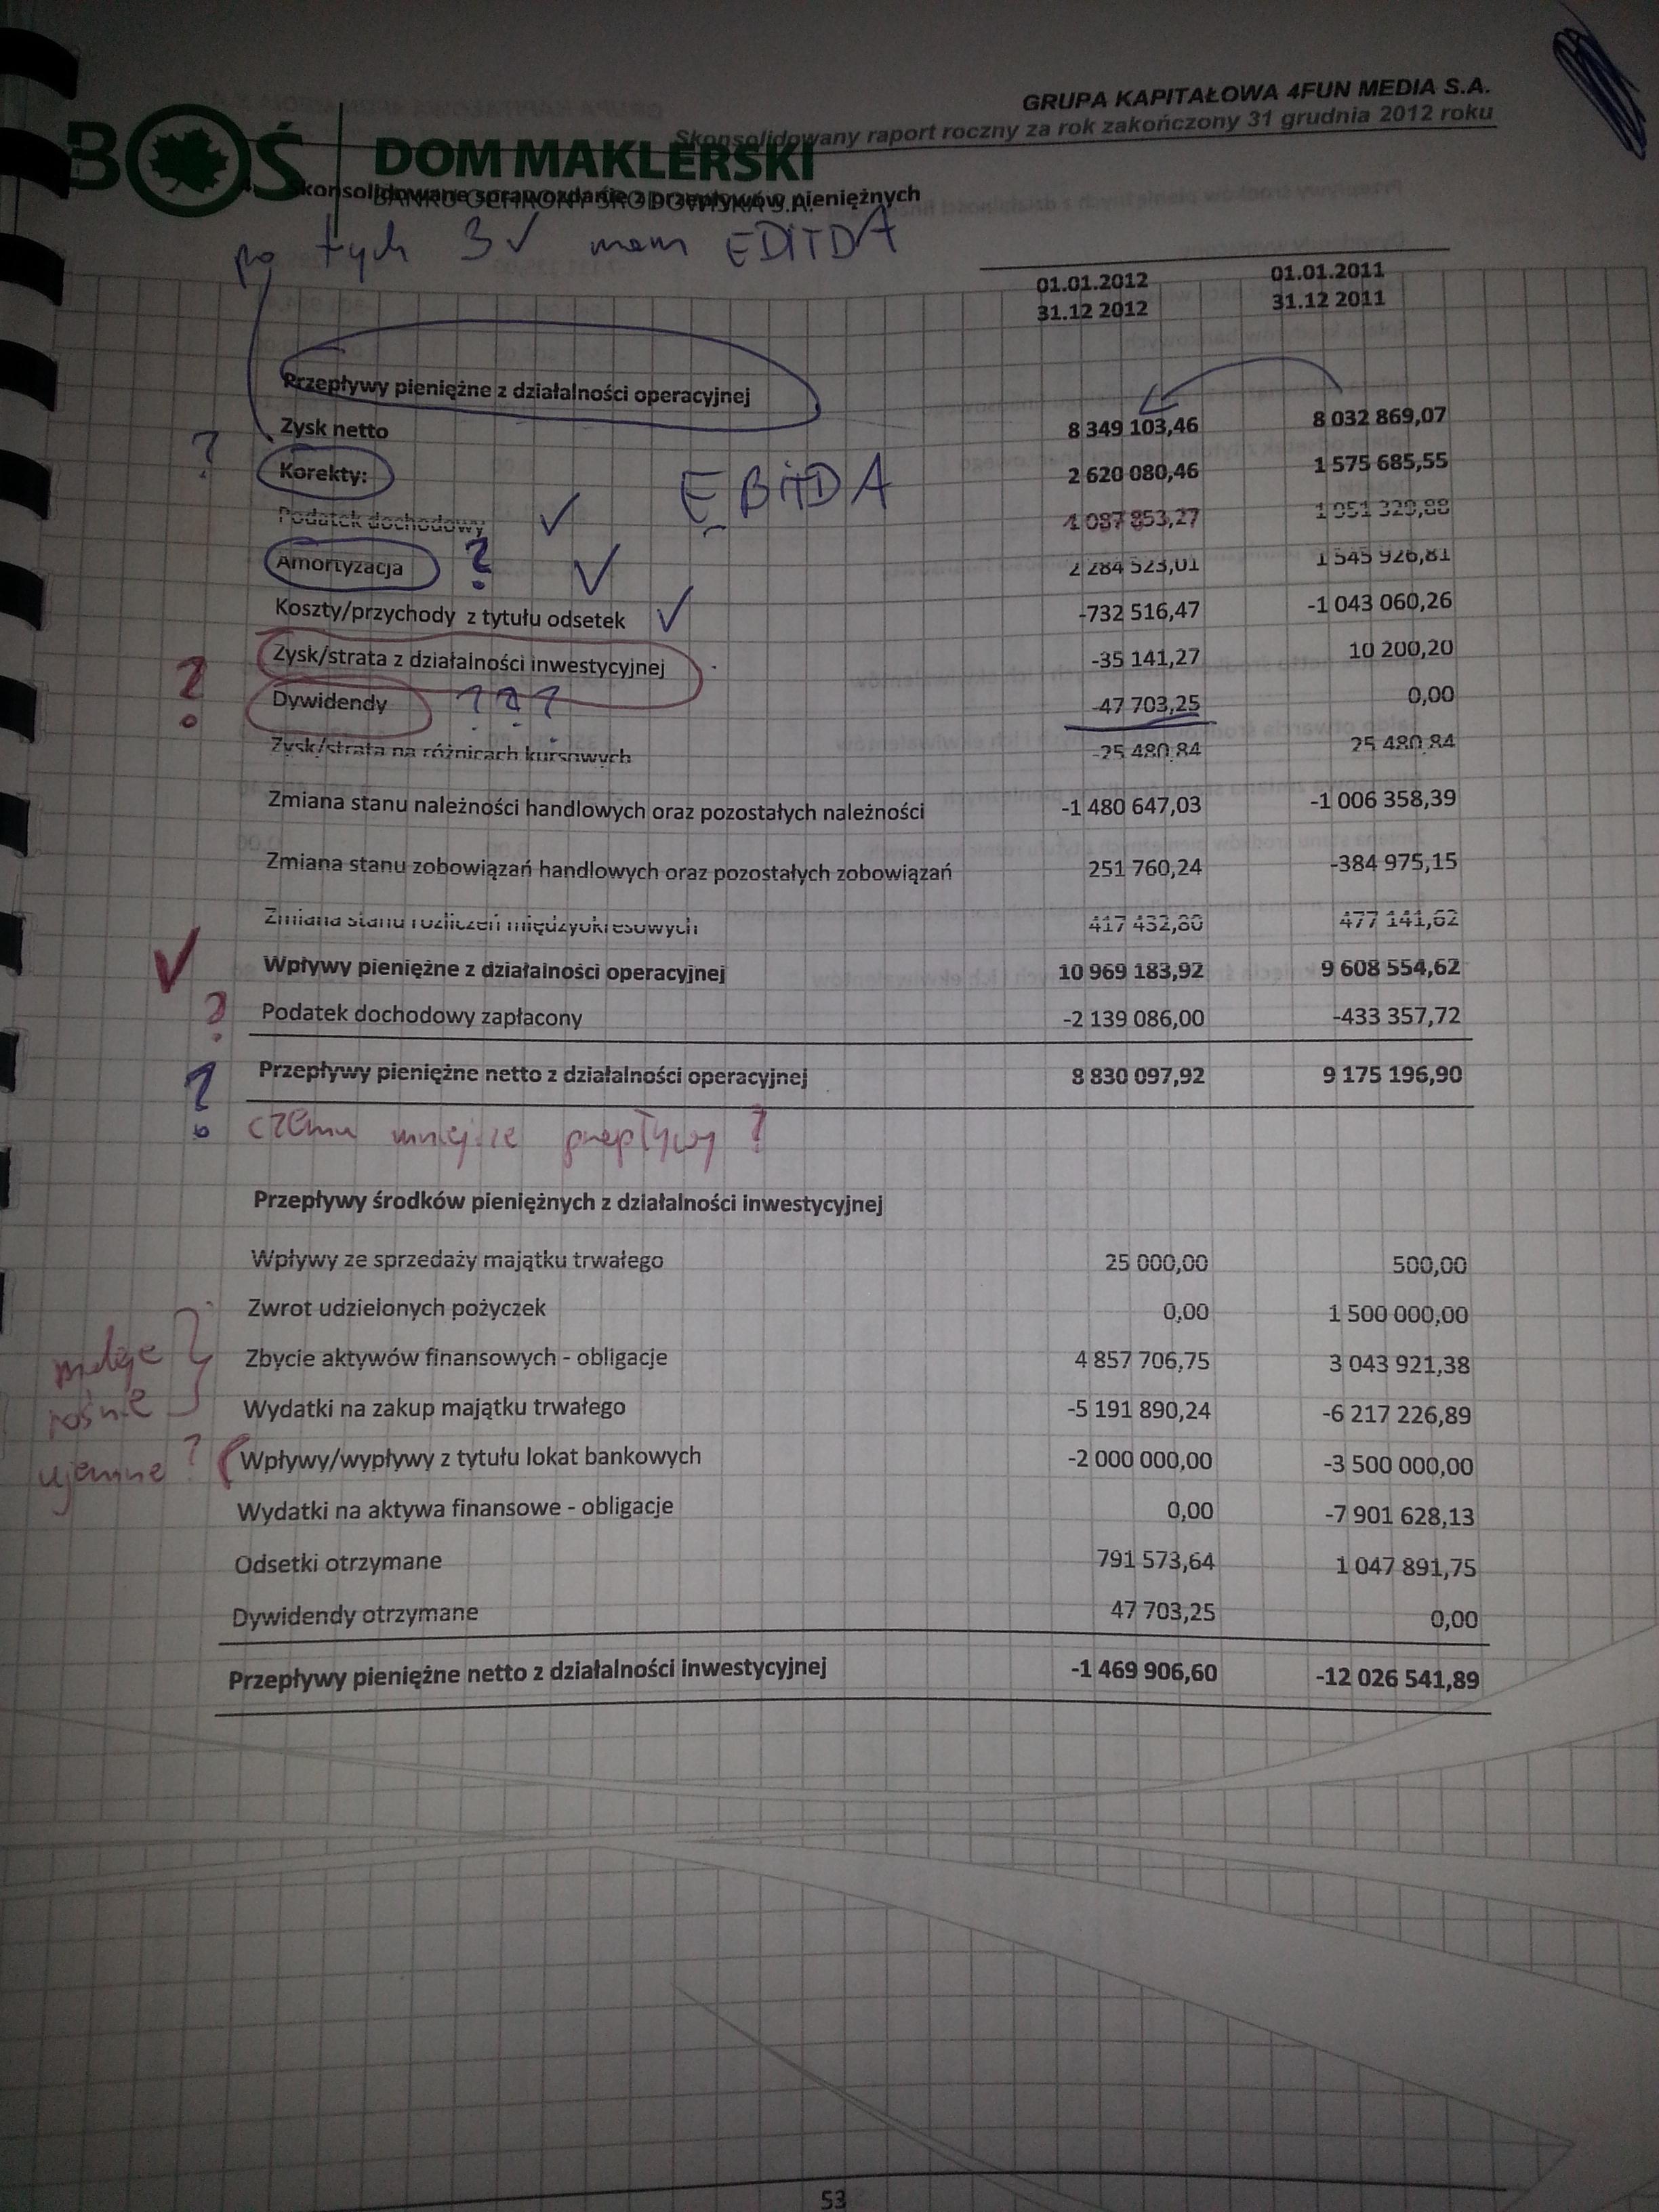 GRUPA KAPITAŁOWA 4FUN MEDIA S.A.
Skonsolidowany raport roczny za rok zakończony 31 grudnia 2012 roku
BOŚ DOM MAKLERSKI
BANKU OCHRONY ŚRODOWISKA S.A.
Skonsolidowane sprawozdanie z przepływów pieniężnych
po tych 3 ✓ mam EDITDA
01.01.2012 01.01.2011
31.12 2012 31.12 2011
Przepływy pieniężne z działalności operacyjnej
Zysk netto 8 349 103,46 8 032 869,07
? Korekty: EBITDA 2 620 080,46 1 575 685,55
Podatek dochodowy ✓ 1 087 853,27 1 051 329,88
Amortyzacja ? ✓ 2 284 523,01 1 545 926,81
Koszty/przychody z tytułu odsetek ✓ -732 516,47 -1 043 060,26
Zysk/strata z działalności inwestycyjnej -35 141,27 10 200,20
? Dywidendy ??? -47 703,25 0,00
Zysk/strata na różnicach kursowych -25 480,84 25 480,84
Zmiana stanu należności handlowych oraz pozostałych należności -1 480 647,03 -1 006 358,39
Zmiana stanu zobowiązań handlowych oraz pozostałych zobowiązań 251 760,24 -384 975,15
Zmiana stanu rozliczeń międzyokresowych 417 432,80 477 141,62
✓ Wpływy pieniężne z działalności operacyjnej 10 969 183,92 9 608 554,62
? Podatek dochodowy zapłacony -2 139 086,00 -433 357,72
? Przepływy pieniężne netto z działalności operacyjnej 8 830 097,92 9 175 196,90
czemu mniejsze przepływy ?
Przepływy środków pieniężnych z działalności inwestycyjnej
Wpływy ze sprzedaży majątku trwałego 25 000,00 500,00
Zwrot udzielonych pożyczek 0,00 1 500 000,00
Zbycie aktywów finansowych - obligacje 4 857 706,75 3 043 921,38
rośnie Wydatki na zakup majątku trwałego -5 191 890,24 -6 217 226,89
ujemne ? Wpływy/wypływy z tytułu lokat bankowych -2 000 000,00 -3 500 000,00
Wydatki na aktywa finansowe - obligacje 0,00 -7 901 628,13
Odsetki otrzymane 791 573,64 1 047 891,75
Dywidendy otrzymane 47 703,25 0,00
Przepływy pieniężne netto z działalności inwestycyjnej -1 469 906,60 -12 026 541,89
53